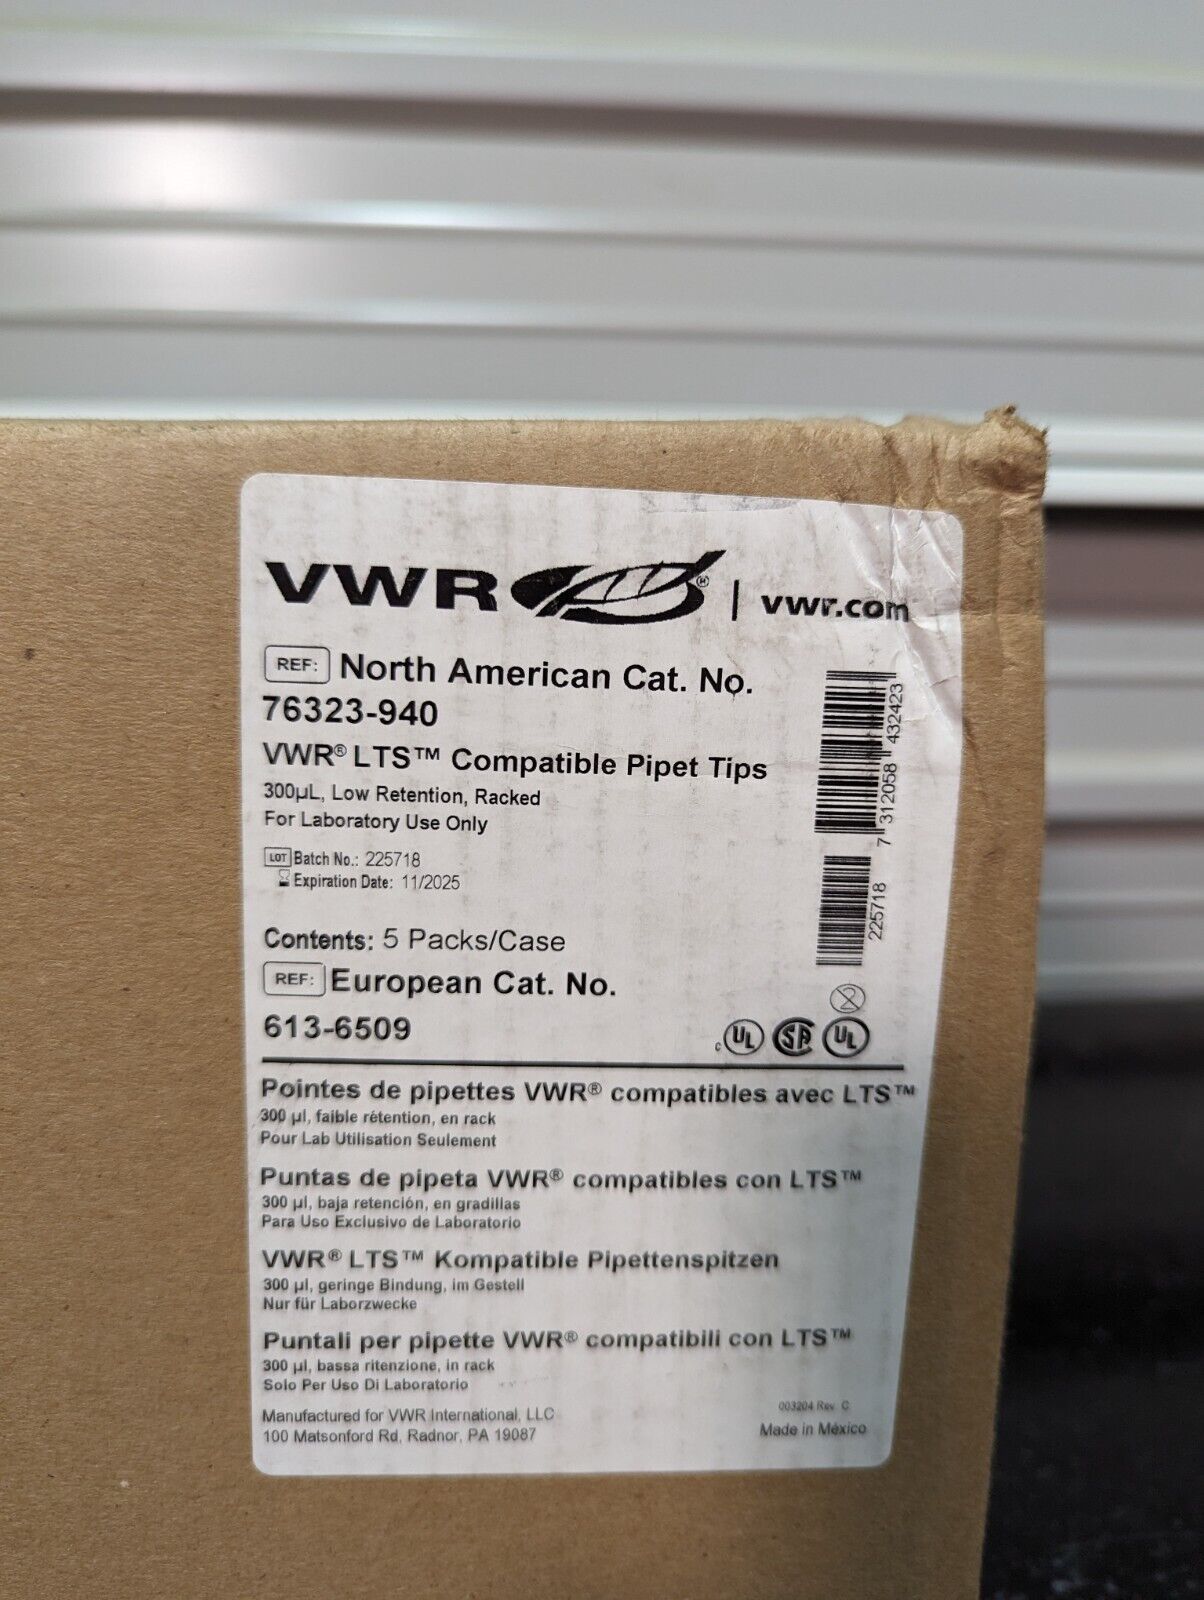 VWR® | vwr.com
REF: North American Cat. No.
76323-940
VWR® LTS™ Compatible Pipet Tips
300µL, Low Retention, Racked
For Laboratory Use Only
LOT Batch No.: 225718
Expiration Date: 11/2025
Contents: 5 Packs/Case
REF: European Cat. No.
613-6509
7 312058 432423
225718
2
c UL SA UL
Pointes de pipettes VWR® compatibles avec LTS™
300 µl, faible rétention, en rack
Pour Lab Utilisation Seulement
Puntas de pipeta VWR® compatibles con LTS™
300 µl, baja retención, en gradillas
Para Uso Exclusivo de Laboratorio
VWR® LTS™ Kompatible Pipettenspitzen
300 µl, geringe Bindung, im Gestell
Nur für Laborzwecke
Puntali per pipette VWR® compatibili con LTS™
300 µl, bassa ritenzione, in rack
Solo Per Uso Di Laboratorio
Manufactured for VWR International, LLC
100 Matsonford Rd, Radnor, PA 19087
003204 Rev C
Made in México